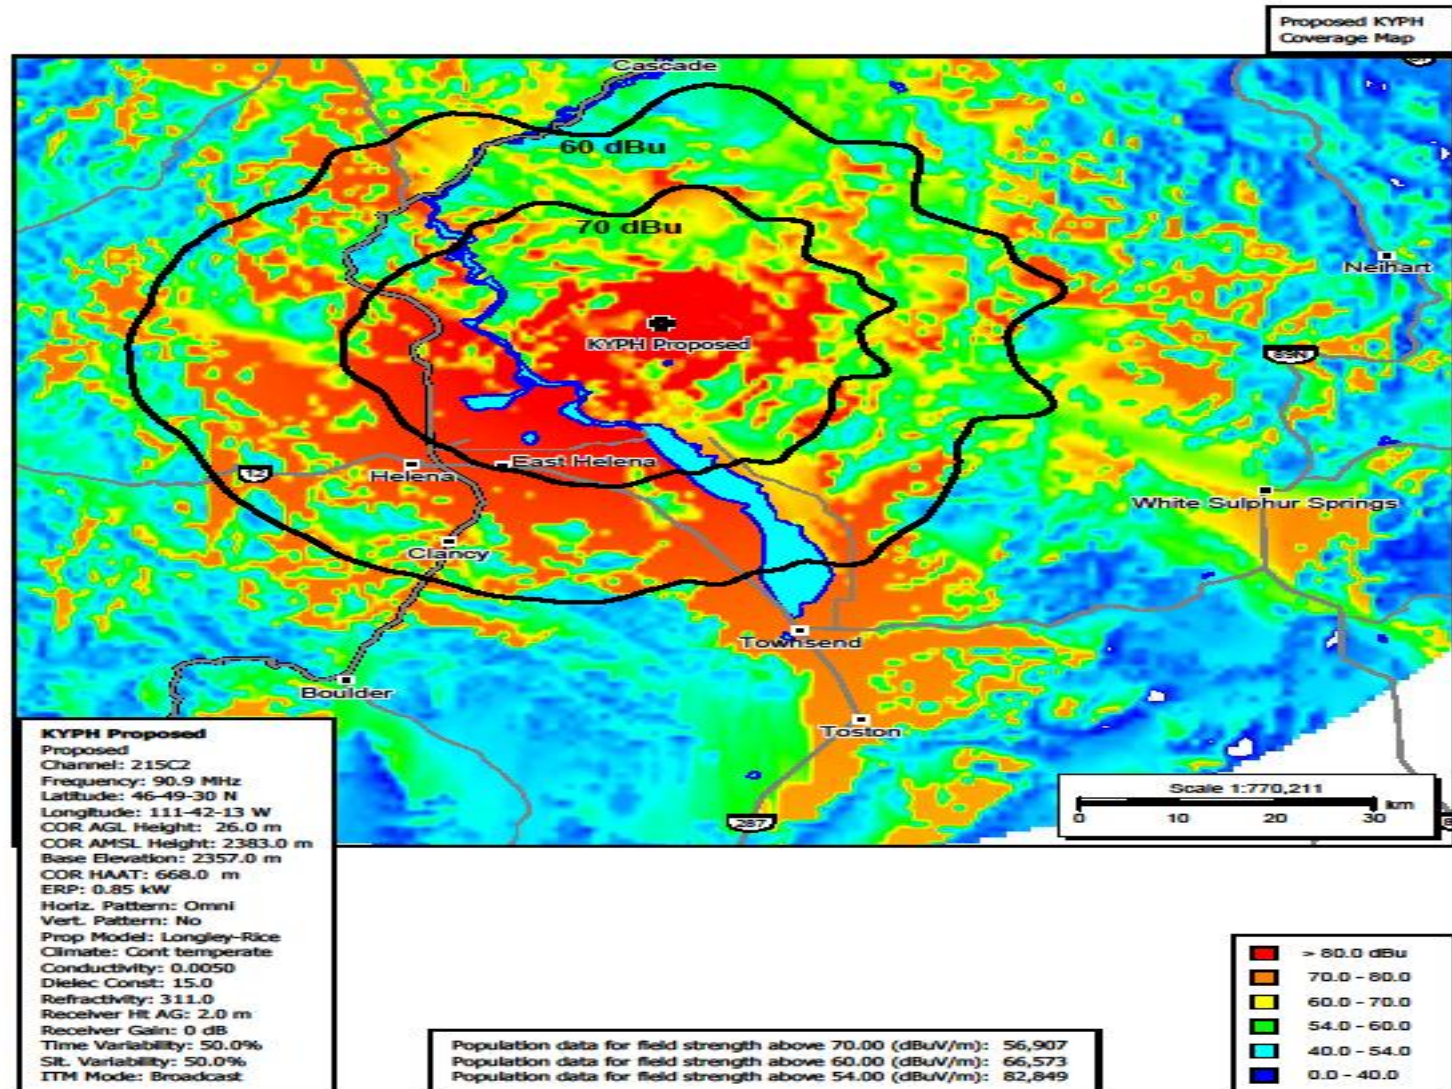 Proposed KYPH
Coverage Map
Cascade
60 dBu
70 dBu
Neihart
KYPH Proposed
89N
12
Helena
East Helena
White Sulphur Springs
Clancy
Townsend
Boulder
Toston
287
Scale 1:770,211
km
0 10 20 30
KYPH Proposed
Proposed
Channel: 215C2
Frequency: 90.9 MHz
Latitude: 46-49-30 N
Longitude: 111-42-13 W
COR AGL Height: 26.0 m
COR AMSL Height: 2383.0 m
Base Elevation: 2357.0 m
COR HAAT: 668.0 m
ERP: 0.85 kW
Horiz. Pattern: Omni
Vert. Pattern: No
Prop Model: Longley-Rice
Climate: Cont temperate
Conductivity: 0.0050
Dielec Const: 15.0
Refractivity: 311.0
Receiver Ht AG: 2.0 m
Receiver Gain: 0 dB
Time Variability: 50.0%
Sit. Variability: 50.0%
ITM Mode: Broadcast
Population data for field strength above 70.00 (dBuV/m): 56,907
Population data for field strength above 60.00 (dBuV/m): 66,573
Population data for field strength above 54.00 (dBuV/m): 82,849
> 80.0 dBu
70.0 - 80.0
60.0 - 70.0
54.0 - 60.0
40.0 - 54.0
0.0 - 40.0